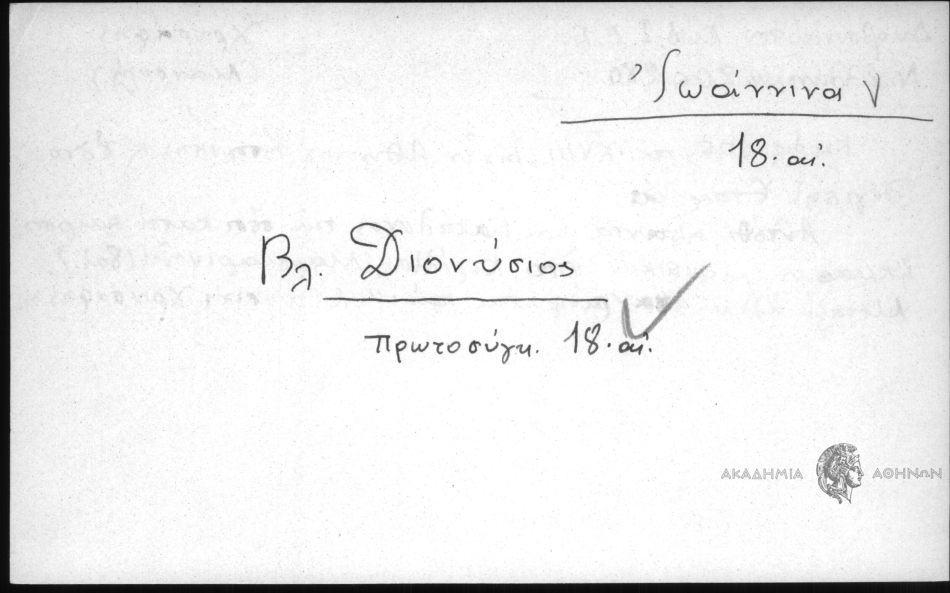 Ἰωάννινα
18. αἰ.
Βλ. Διονύσιος
πρωτοσύγκ. 18. αἰ.
ΑΚΑΔΗΜΙΑ ΑΘΗΝΩΝ